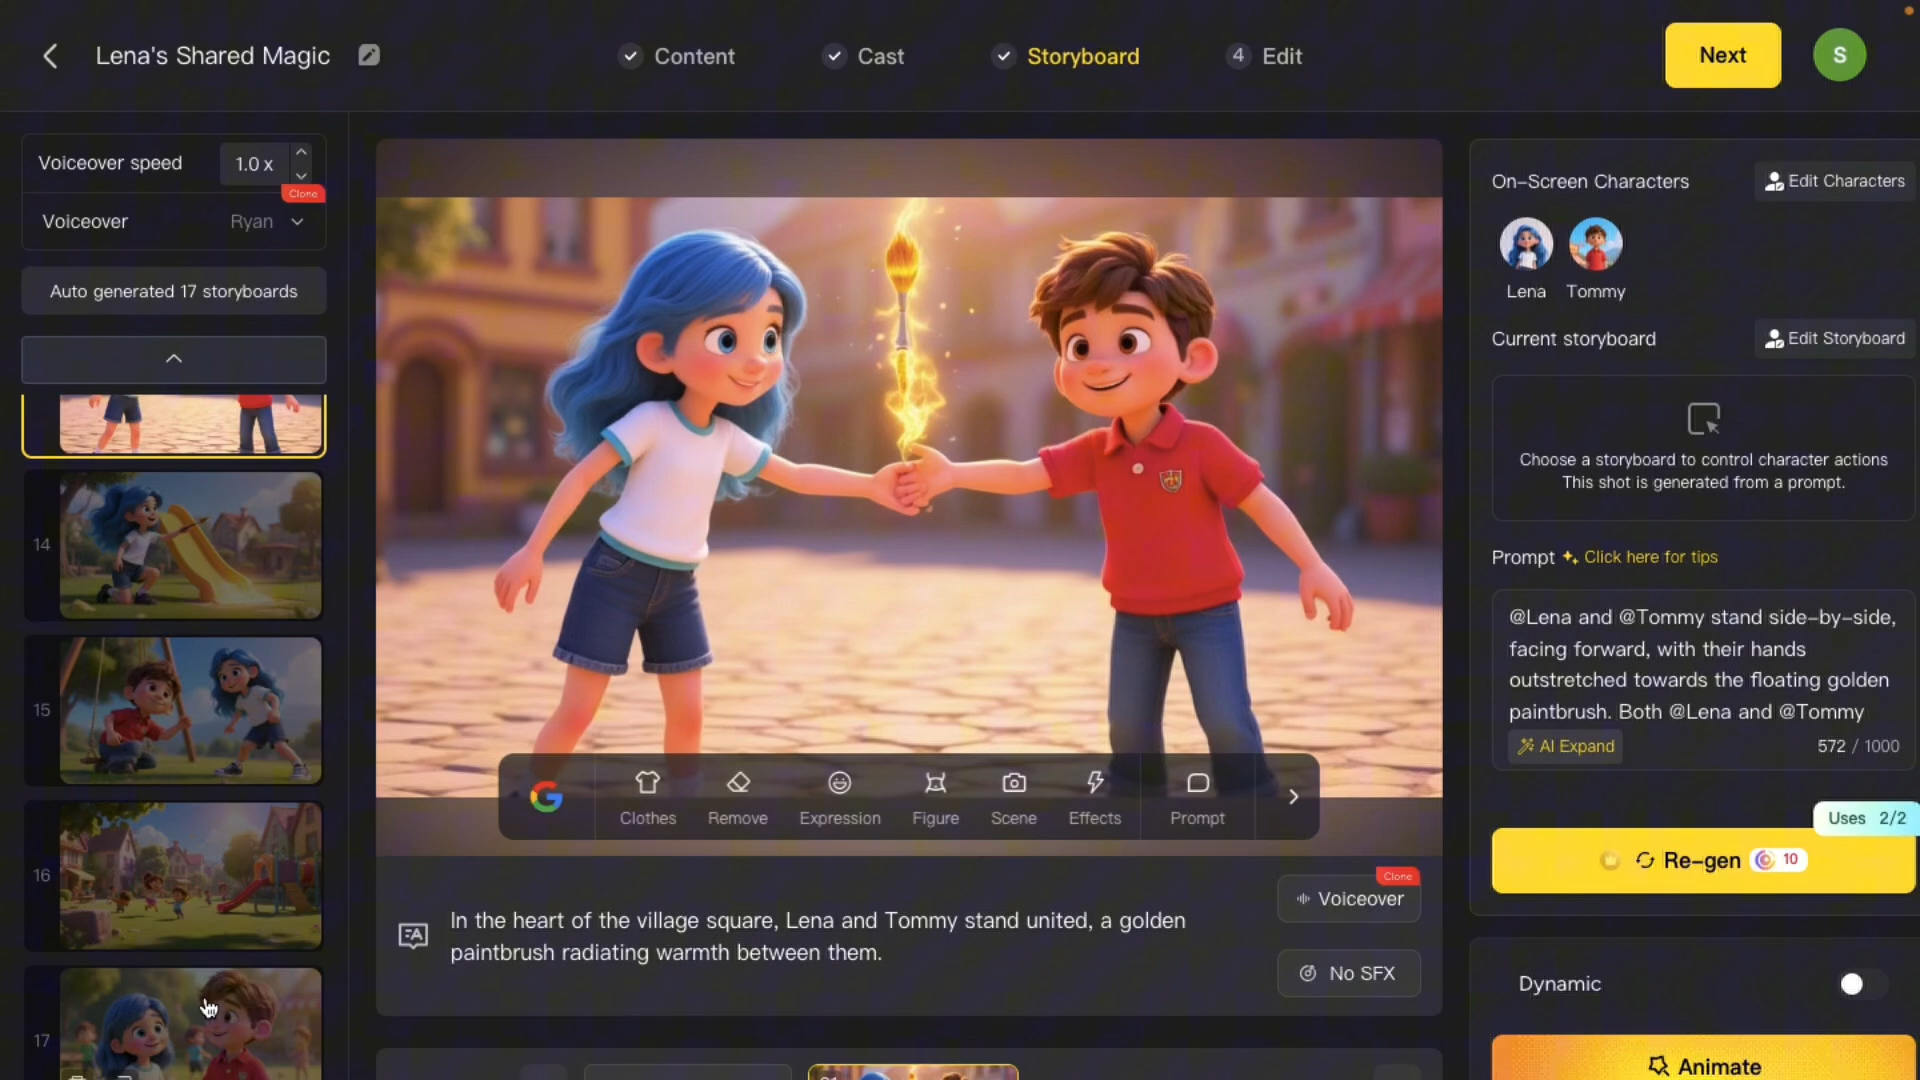 Lena's Shared Magic
Content
Cast
Storyboard
4 Edit
Next
S
Voiceover speed
1.0 x
Clone
Voiceover
Ryan
Auto generated 17 storyboards
14
15
16
17
Clothes
Remove
Expression
Figure
Scene
Effects
Prompt
In the heart of the village square, Lena and Tommy stand united, a golden
paintbrush radiating warmth between them.
Clone
Voiceover
No SFX
On-Screen Characters
Edit Characters
Lena
Tommy
Current storyboard
Edit Storyboard
Choose a storyboard to control character actions
This shot is generated from a prompt.
Prompt
Click here for tips
@Lena and @Tommy stand side-by-side,
facing forward, with their hands
outstretched towards the floating golden
paintbrush. Both @Lena and @Tommy
AI Expand
572 / 1000
Uses 2/2
Re-gen
10
Dynamic
Animate